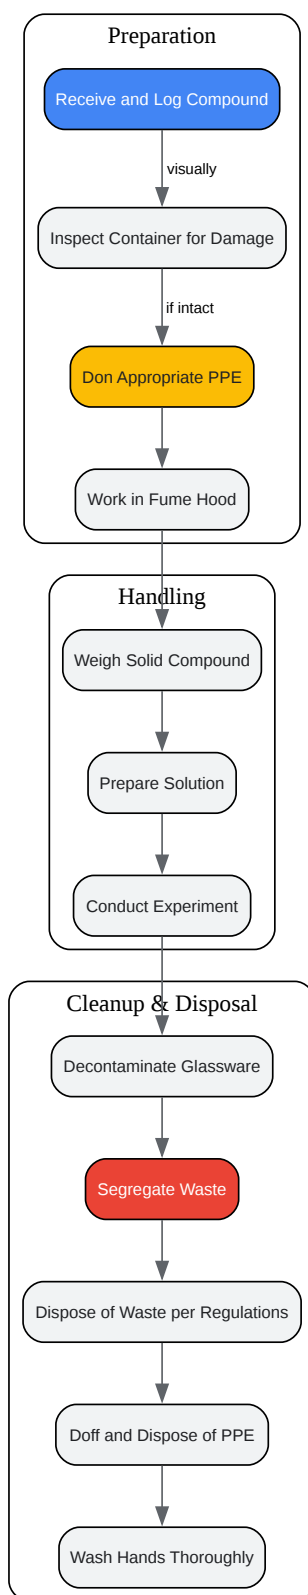 Preparation
Receive and Log Compound
visually
Inspect Container for Damage
if intact
Don Appropriate PPE
Work in Fume Hood
Handling
Weigh Solid Compound
Prepare Solution
Conduct Experiment
Cleanup & Disposal
Decontaminate Glassware
Segregate Waste
Dispose of Waste per Regulations
Doff and Dispose of PPE
Wash Hands Thoroughly